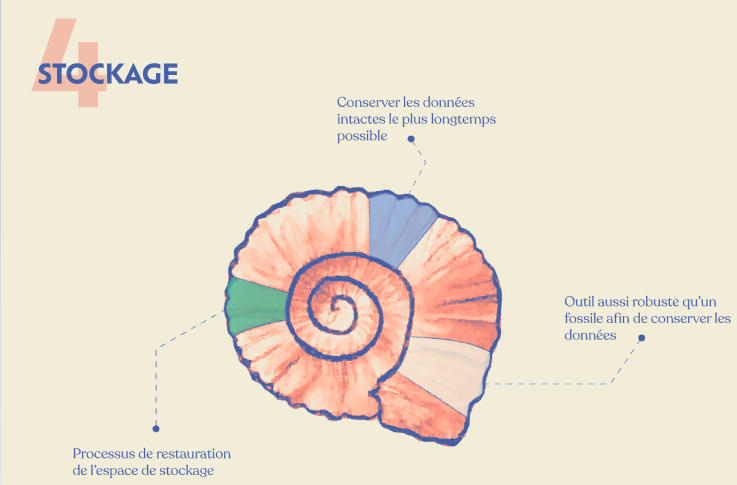 4
STOCKAGE
Conserver les données
intactes le plus longtemps
possible
Outil aussi robuste qu'un
fossile afin de conserver les
données
Processus de restauration
de l'espace de stockage